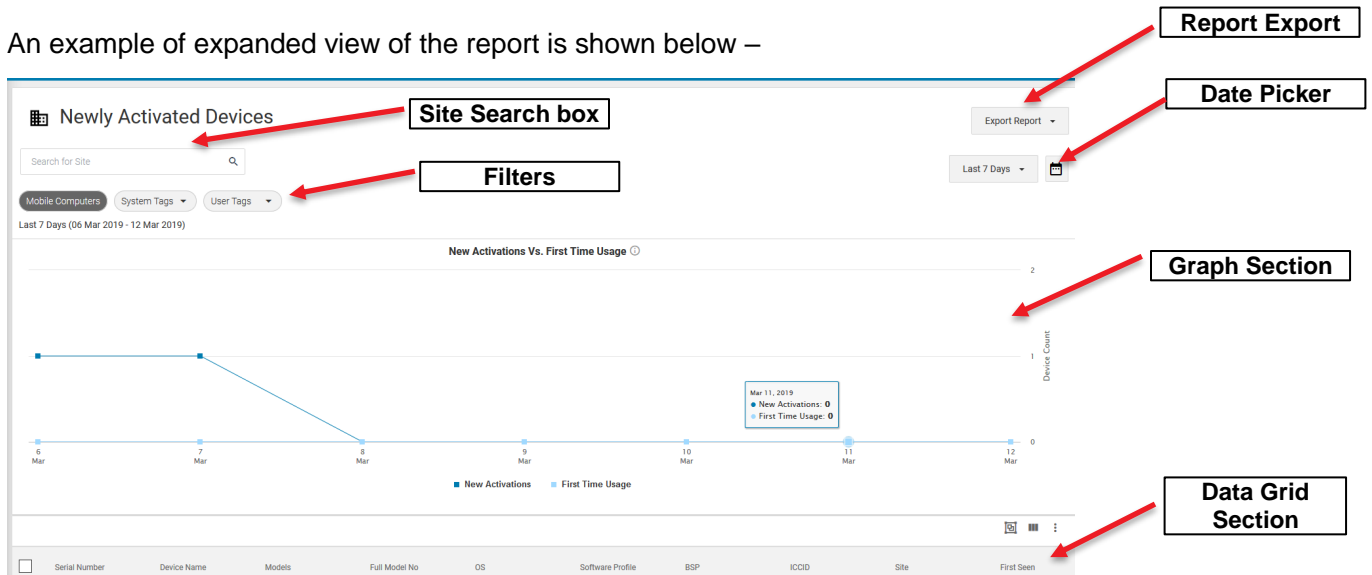 Report Export
An example of expanded view of the report is shown below –
Date Picker
Newly Activated Devices
Site Search box
Export Report
Search for Site
Last 7 Days
Filters
Mobile Computers System Tags User Tags
Last 7 Days (06 Mar 2019 - 12 Mar 2019)
New Activations Vs. First Time Usage
Graph Section
2
1
0
Device Count
Mar 11, 2019
New Activations: 0
First Time Usage: 0
6 7 8 9 10 11 12
Mar Mar Mar Mar Mar Mar Mar
New Activations First Time Usage
Data Grid
Section
Serial Number Device Name Models Full Model No OS Software Profile BSP ICCID Site First Seen